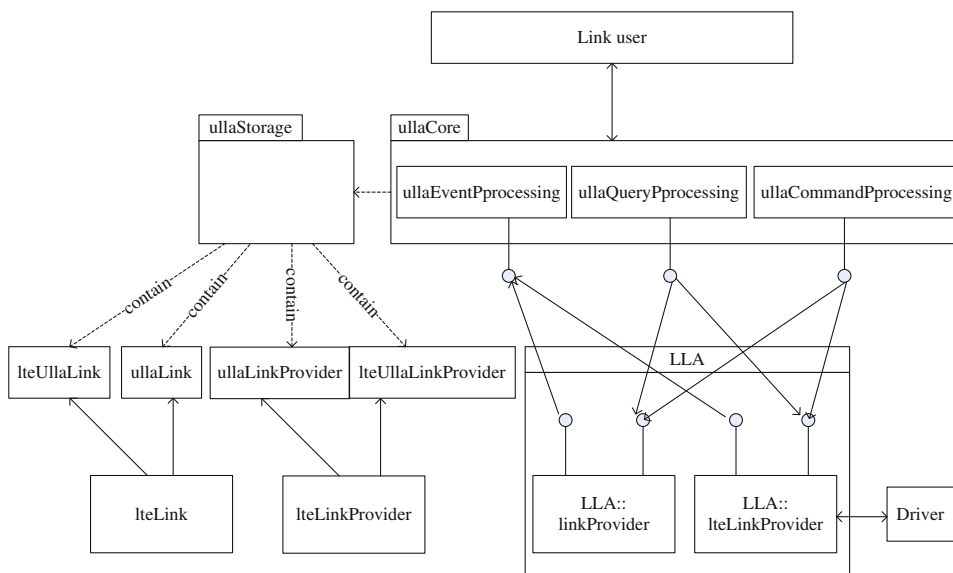 Link user
ullaStorage
ullaCore
ullaEventPprocessing
ullaQueryPprocessing
ullaCommandPprocessing
contain
contain
contain
contain
lteUllaLink
ullaLink
ullaLinkProvider
lteUllaLinkProvider
LLA
lteLink
lteLinkProvider
LLA::
linkProvider
LLA::
lteLinkProvider
Driver